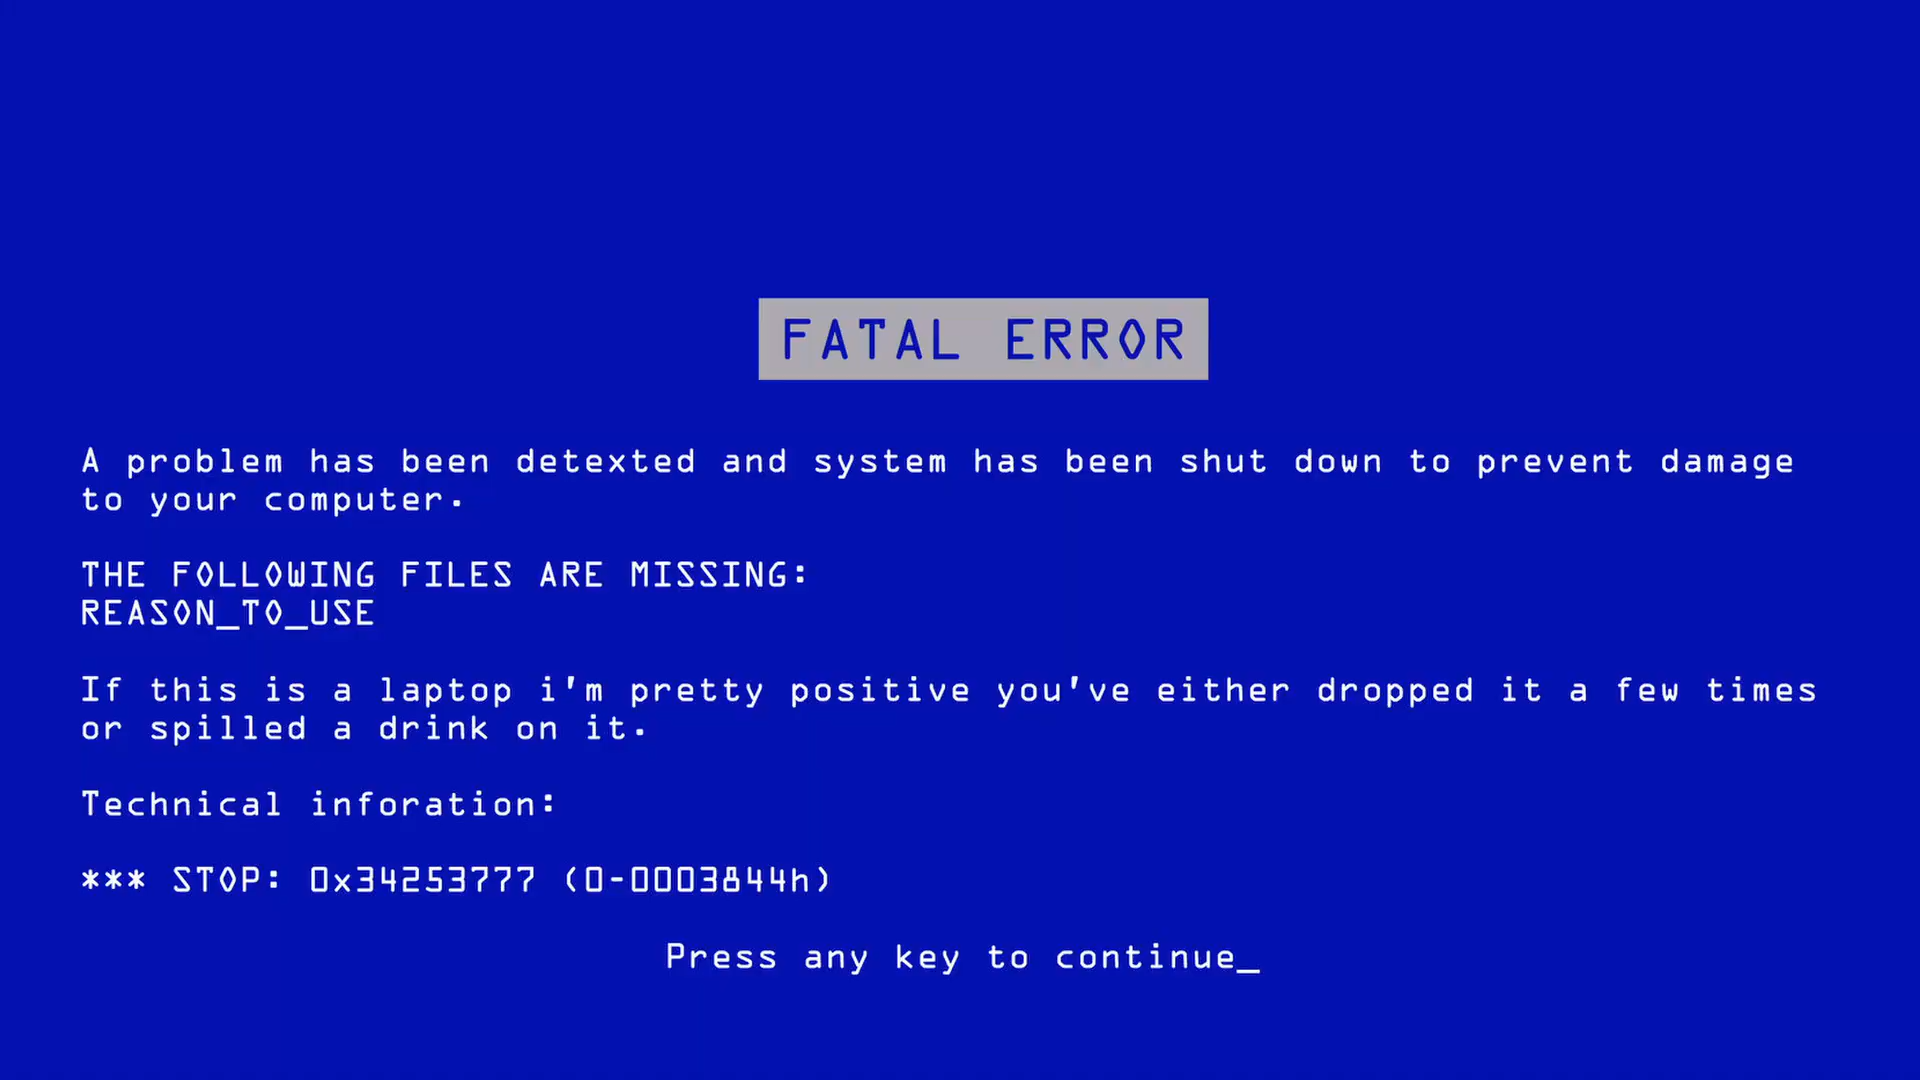 FATAL ERROR
A problem has been detexted and system has been shut down to prevent damage
to your computer.
THE FOLLOWING FILES ARE MISSING:
REASON_TO_USE
If this is a laptop i'm pretty positive you've either dropped it a few times
or spilled a drink on it.
Technical inforation:
*** STOP: 0x34253777 (0-0003844h)
Press any key to continue_